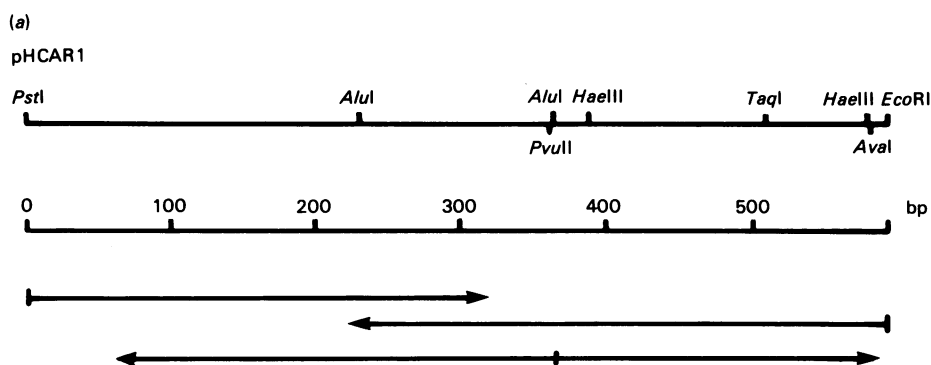 (a)
pHCAR1
PstI AluI AluI HaeIII TaqI HaeIII EcoRI
PvuII AvaI
0 100 200 300 400 500 bp